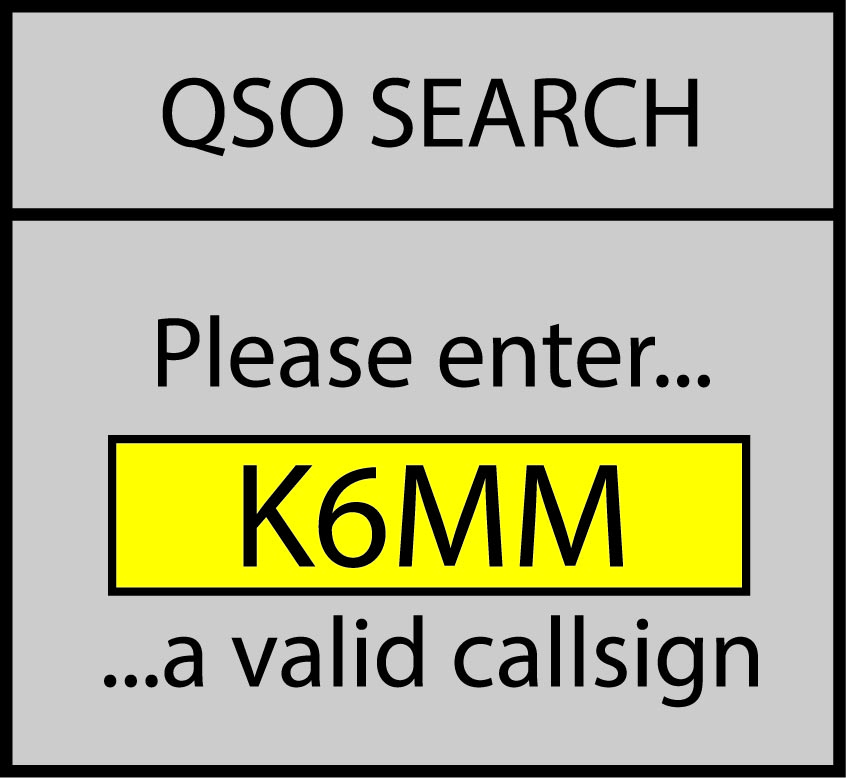 QSO SEARCH
Please enter...
K6MM
...a valid callsign